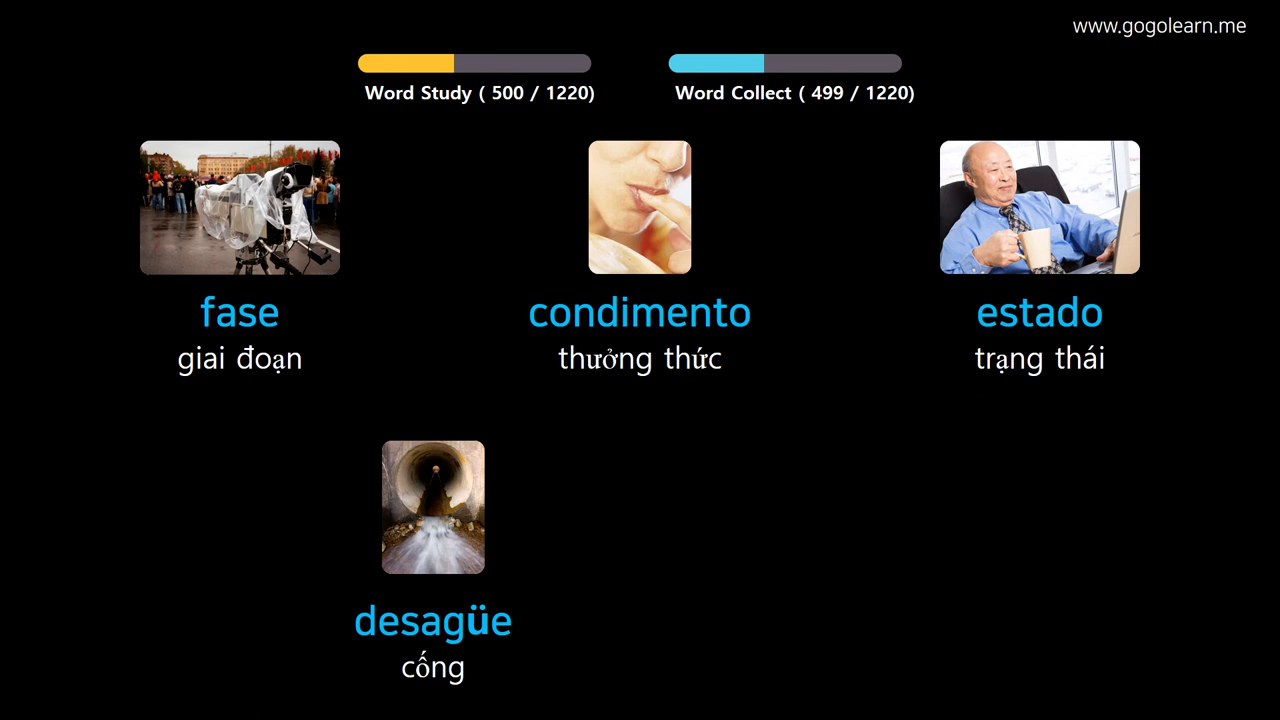 www.gogolearn.me
Word Study ( 500 / 1220)
Word Collect ( 499 / 1220)
fase
condimento
estado
giai đoạn
thưởng thức
trạng thái
desagüe
cống